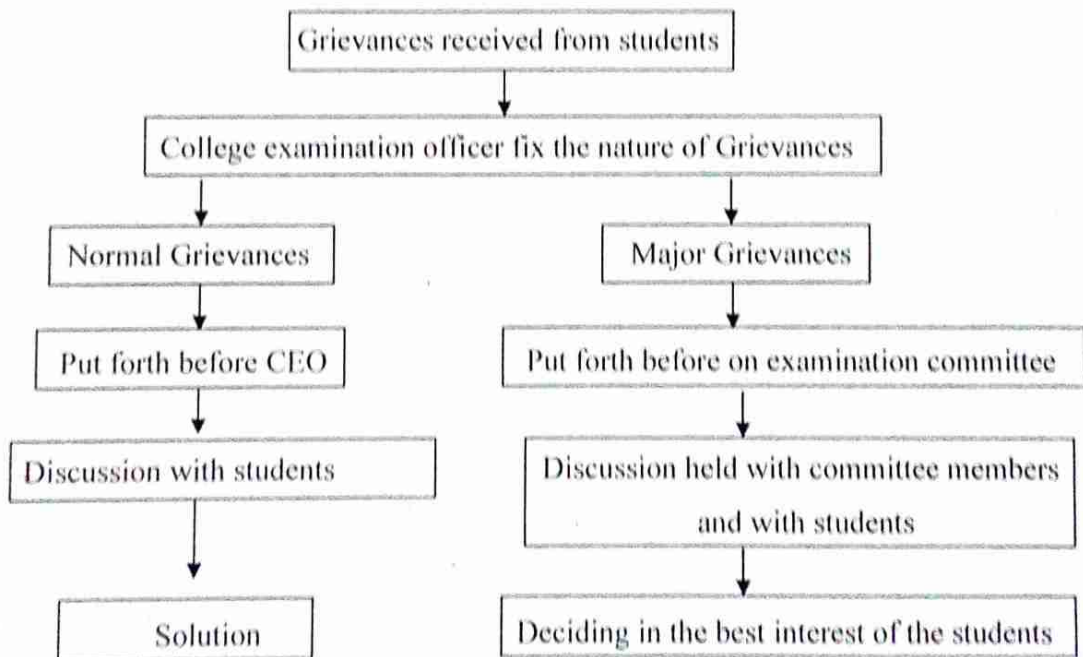 Grievances received from students
College examination officer fix the nature of Grievances
Normal Grievances
Major Grievances
Put forth before CEO
Put forth before on examination committee
Discussion with students
Discussion held with committee members
and with students
Solution
Deciding in the best interest of the students